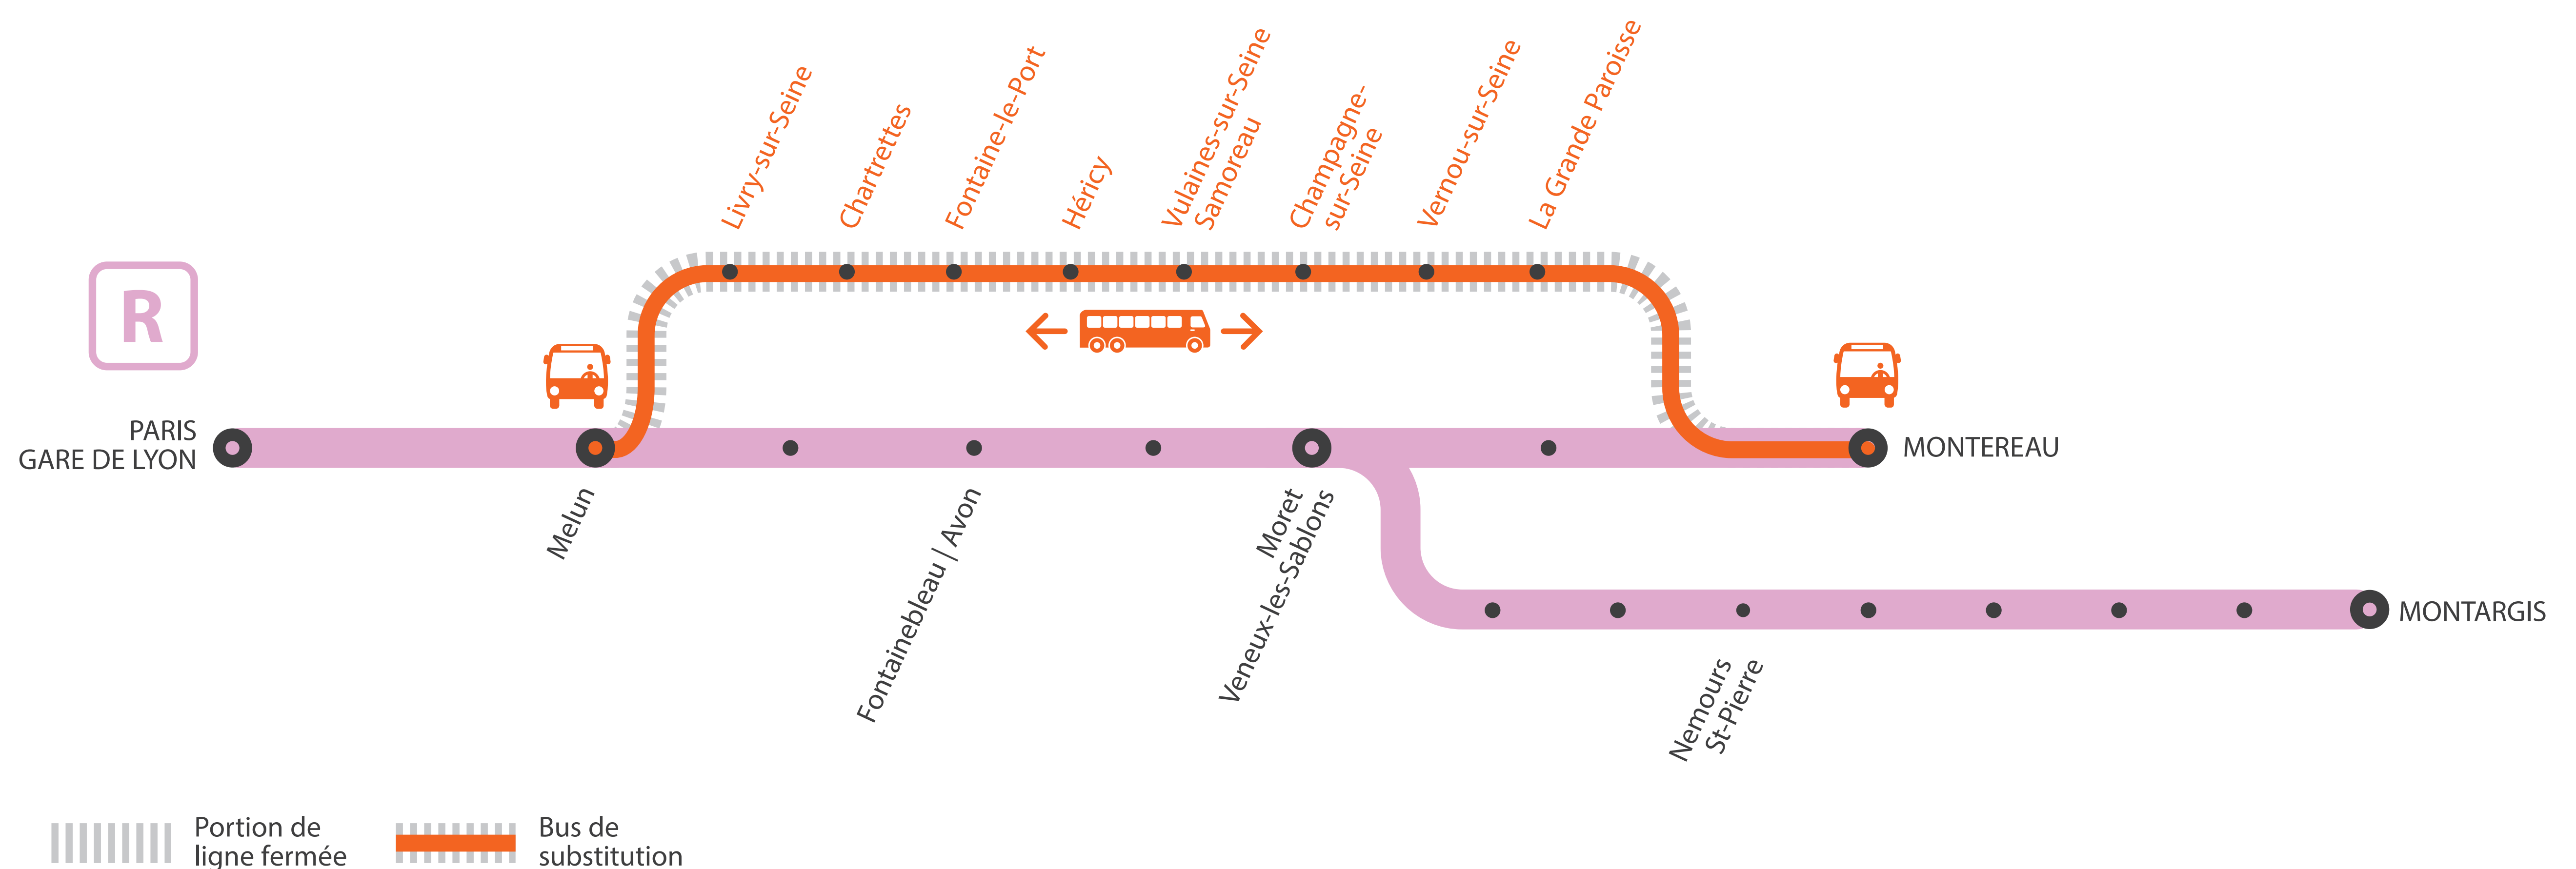 Livry-sur-Seine
Chartrettes
Fontaine-le-Port
Héricy
Vulaines-sur-Seine
Samoreau
Champagne-
sur-Seine
Vernou-sur-Seine
La Grande Paroisse
R
PARIS
GARE DE LYON
MONTEREAU
Melun
Fontainebleau | Avon
Moret
Veneux-les-Sablons
MONTARGIS
Nemours
St-Pierre
Portion de
ligne fermée
Bus de
substitution